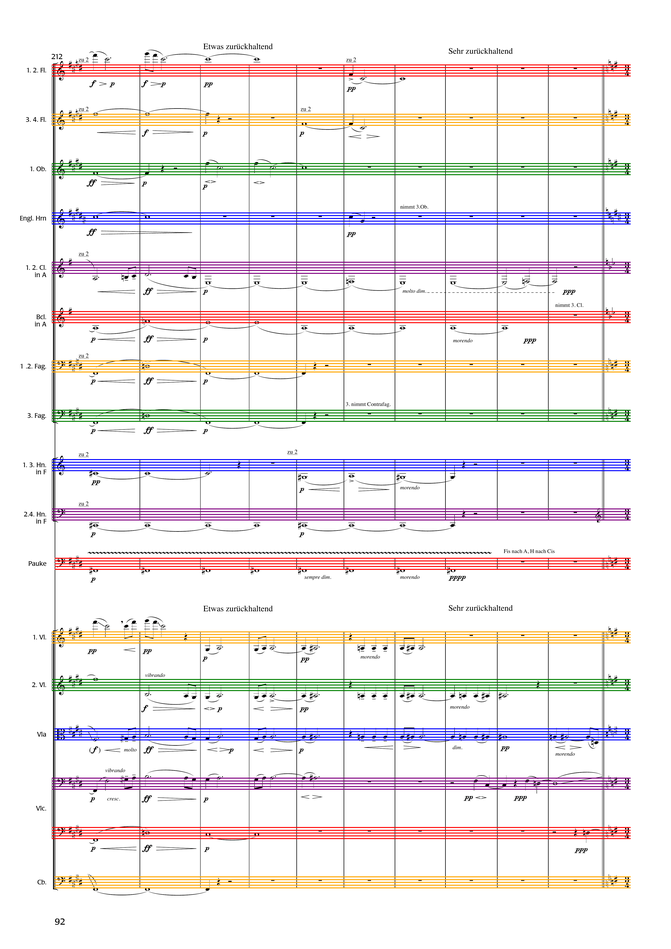 Etwas zurückhaltend Sehr zurückhaltend
212
zu 2 zu 2
1. 2. Fl.
f > p f > p pp pp
zu 2 zu 2
3. 4. Fl.
f p p
1. Ob.
ff p p
nimmt 3.Ob.
Engl. Hrn
ff pp
zu 2
1. 2. Cl.
in A
ff p molto dim. ppp
nimmt 3. Cl.
Bcl.
in A
p ff p morendo ppp
zu 2
1 .2. Fag.
p ff p
3. nimmt Contrafag.
3. Fag.
p ff p
zu 2 zu 2
1. 3. Hn.
in F
pp p morendo
zu 2
2.4. Hn.
in F
p p
Fis nach A, H nach Cis
Pauke
p sempre dim. morendo pppp
Etwas zurückhaltend Sehr zurückhaltend
1. Vl.
pp pp p pp morendo
vibrando
2. Vl.
f p pp morendo
Vla
(f) molto ff p p dim. pp morendo
vibrando
p cresc. ff p pp ppp
Vlc.
p ff p ppp
Cb.
p ff p
92